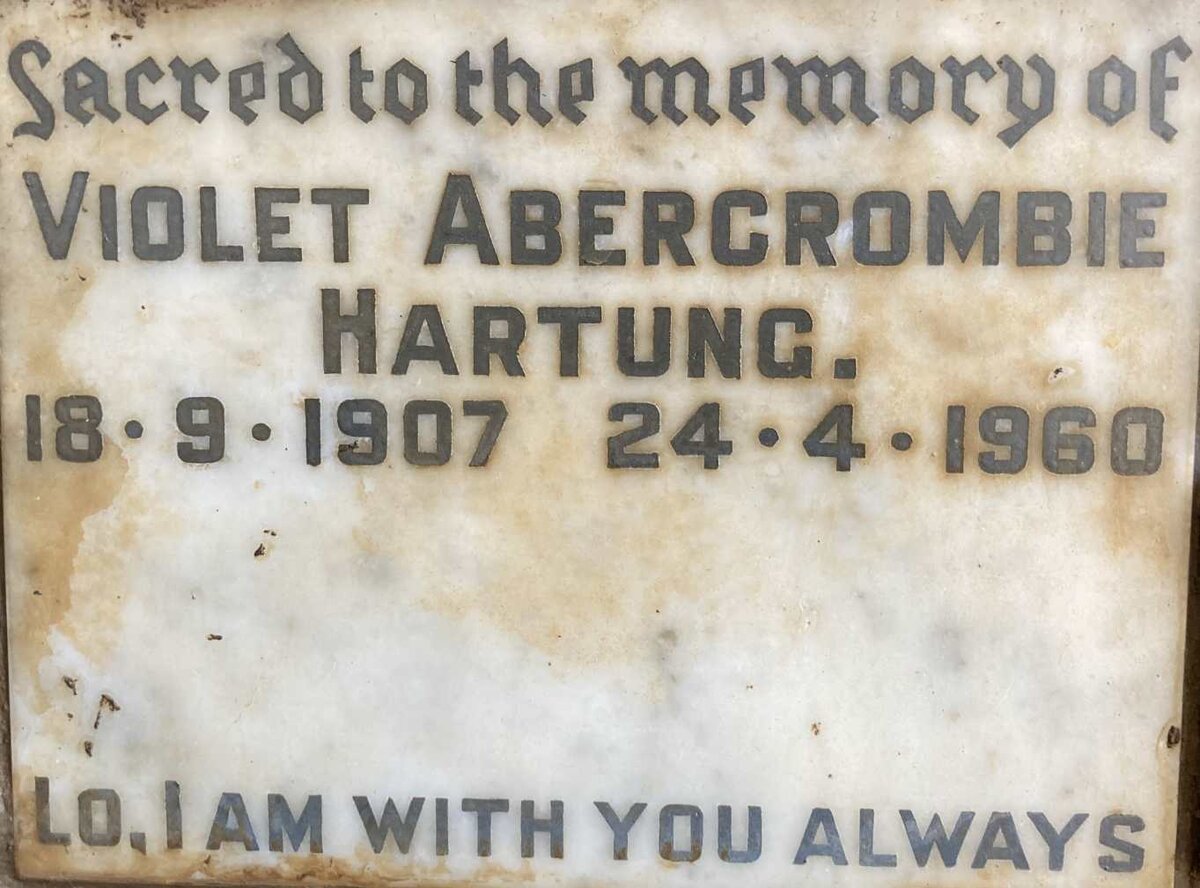 Sacred to the memory of
VIOLET ABERCROMBIE
HARTUNG.
18·9·1907 24·4·1960
LO, I AM WITH YOU ALWAYS